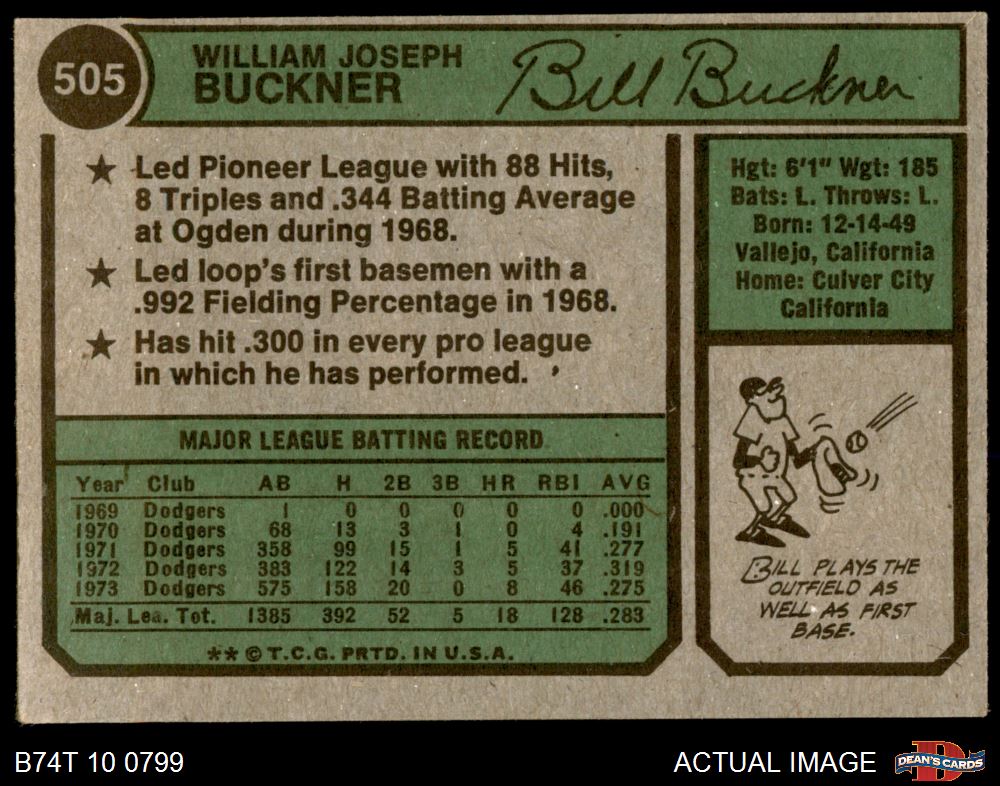 505
WILLIAM JOSEPH
BUCKNER
Bill Buckner
★ Led Pioneer League with 88 Hits,
8 Triples and .344 Batting Average
at Ogden during 1968.
★ Led loop's first basemen with a
.992 Fielding Percentage in 1968.
★ Has hit .300 in every pro league
in which he has performed.
Hgt: 6'1" Wgt: 185
Bats: L. Throws: L.
Born: 12-14-49
Vallejo, California
Home: Culver City
California
MAJOR LEAGUE BATTING RECORD
Year Club AB H 2B 3B HR RBI AVG
1969 Dodgers 1 0 0 0 0 0 .000
1970 Dodgers 68 13 3 1 0 4 .191
1971 Dodgers 358 99 15 1 5 41 .277
1972 Dodgers 383 122 14 3 5 37 .319
1973 Dodgers 575 158 20 0 8 46 .275
Maj. Lea. Tot. 1385 392 52 5 18 128 .283
** © T.C.G. PRTD. IN U.S.A.
BILL PLAYS THE
OUTFIELD AS
WELL AS FIRST
BASE.
B74T 10 0799
ACTUAL IMAGE
D
DEAN'S CARDS